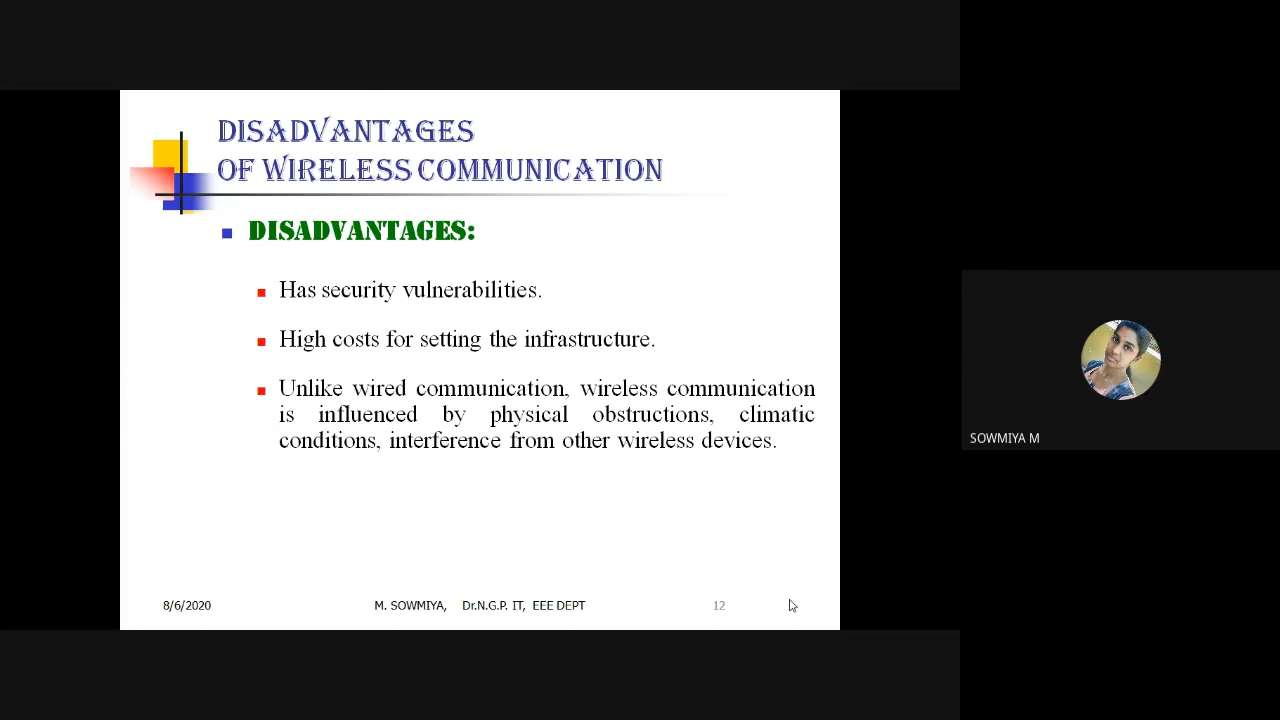 DISADVANTAGES
OF WIRELESS COMMUNICATION
DISADVANTAGES:
Has security vulnerabilities.
High costs for setting the infrastructure.
Unlike wired communication, wireless communication
is influenced by physical obstructions, climatic
conditions, interference from other wireless devices.
8/6/2020 M. SOWMIYA, Dr.N.G.P. IT, EEE DEPT 12
SOWMIYA M